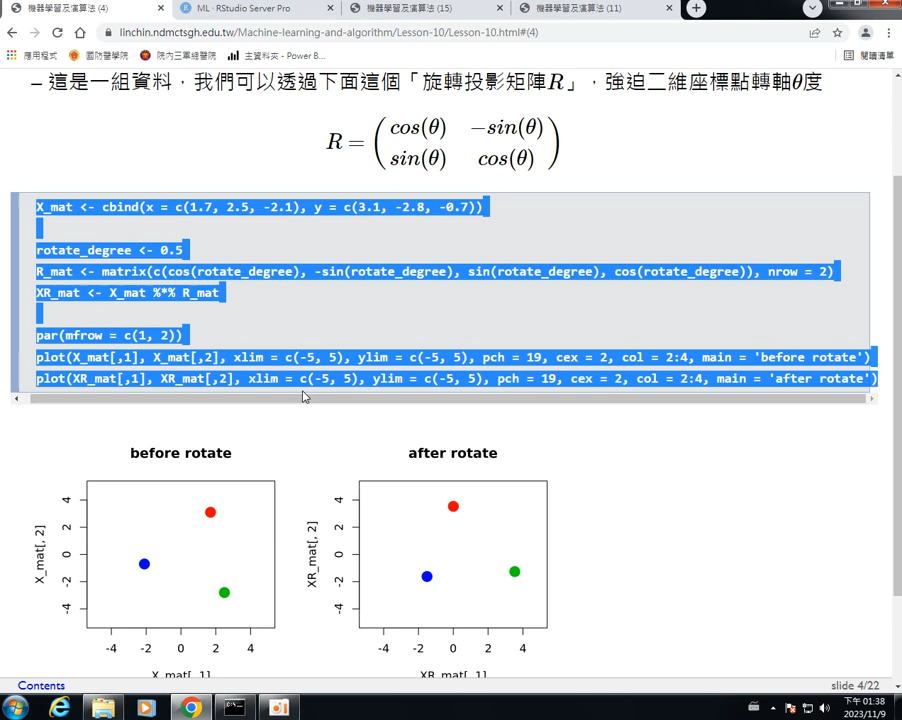 機器學習及演算法 (4)
ML - RStudio Server Pro
機器學習及演算法 (15)
機器學習及演算法 (11)
linchin.ndmctsgh.edu.tw/Machine-learning-and-algorithm/Lesson-10/Lesson-10.html#(4)
應用程式
國防醫學院
院內三軍總醫院
主資料夾 - Power B...
閱讀清單
– 這是一組資料，我們可以透過下面這個「旋轉投影矩陣R」，強迫二維座標點轉軸θ度
R = ( cos(θ) −sin(θ)
sin(θ) cos(θ) )
X_mat <- cbind(x = c(1.7, 2.5, -2.1), y = c(3.1, -2.8, -0.7))
rotate_degree <- 0.5
R_mat <- matrix(c(cos(rotate_degree), -sin(rotate_degree), sin(rotate_degree), cos(rotate_degree)), nrow = 2)
XR_mat <- X_mat %*% R_mat
par(mfrow = c(1, 2))
plot(X_mat[,1], X_mat[,2], xlim = c(-5, 5), ylim = c(-5, 5), pch = 19, cex = 2, col = 2:4, main = 'before rotate')
plot(XR_mat[,1], XR_mat[,2], xlim = c(-5, 5), ylim = c(-5, 5), pch = 19, cex = 2, col = 2:4, main = 'after rotate')
before rotate
X_mat[, 2]
4
2
0
-2
-4
-4 -2 0 2 4
X_mat[, 1]
after rotate
XR_mat[, 2]
4
2
0
-2
-4
-4 -2 0 2 4
XR_mat[, 1]
Contents
slide 4/22
下午 01:38
2023/11/9